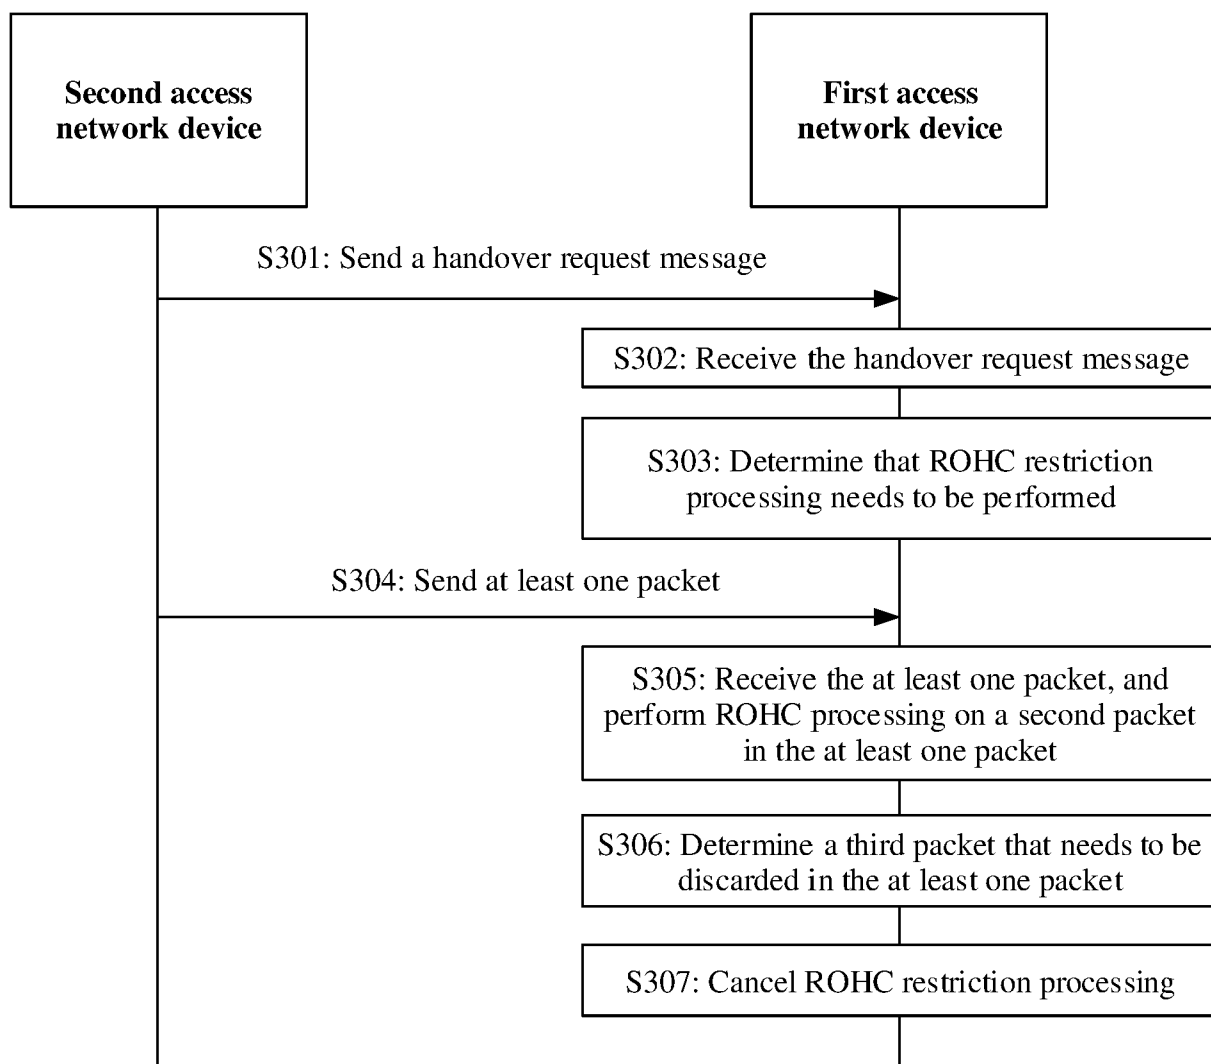 Second access
network device
First access
network device
S301: Send a handover request message
S302: Receive the handover request message
S303: Determine that ROHC restriction
processing needs to be performed
S304: Send at least one packet
S305: Receive the at least one packet, and
perform ROHC processing on a second packet
in the at least one packet
S306: Determine a third packet that needs to be
discarded in the at least one packet
S307: Cancel ROHC restriction processing